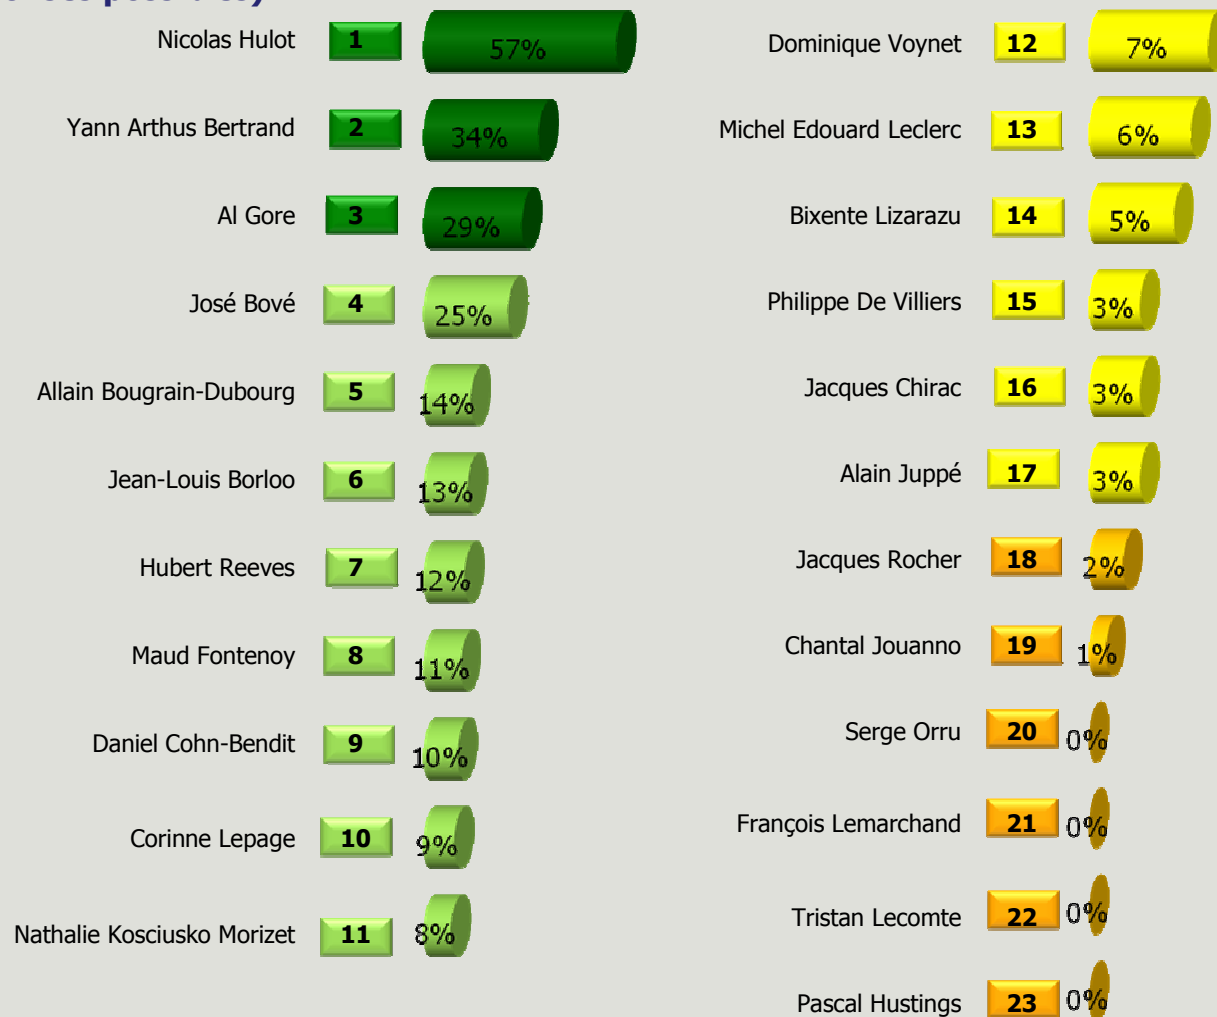 Nicolas Hulot 1 57%
Yann Arthus Bertrand 2 34%
Al Gore 3 29%
José Bové 4 25%
Allain Bougrain-Dubourg 5 14%
Jean-Louis Borloo 6 13%
Hubert Reeves 7 12%
Maud Fontenoy 8 11%
Daniel Cohn-Bendit 9 10%
Corinne Lepage 10 9%
Nathalie Kosciusko Morizet 11 8%
Dominique Voynet 12 7%
Michel Edouard Leclerc 13 6%
Bixente Lizarazu 14 5%
Philippe De Villiers 15 3%
Jacques Chirac 16 3%
Alain Juppé 17 3%
Jacques Rocher 18 2%
Chantal Jouanno 19 1%
Serge Orru 20 0%
François Lemarchand 21 0%
Tristan Lecomte 22 0%
Pascal Hustings 23 0%